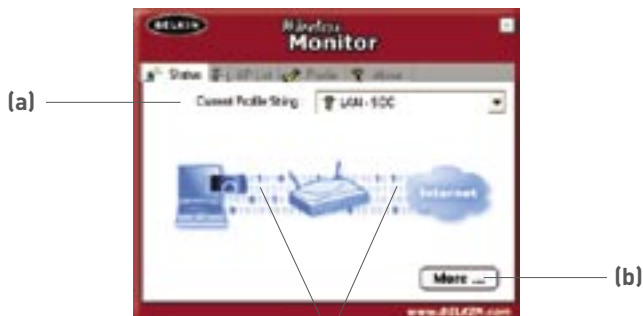 BELKIN
Wireless
Monitor
Status AP List Profile About
(a)
Current Profile String LAN - SOC
Internet
More ...
(b)
www.BELKIN.com